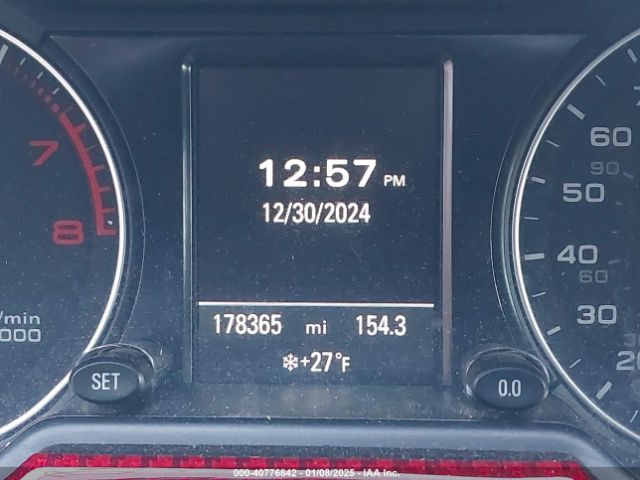 12:57 PM
12/30/2024
178365 mi 154.3
❄+27°F
7
8
/min
000
SET
0.0
60
90
50
40
60
30
000-40776842 - 01/08/2025 - IAA Inc.